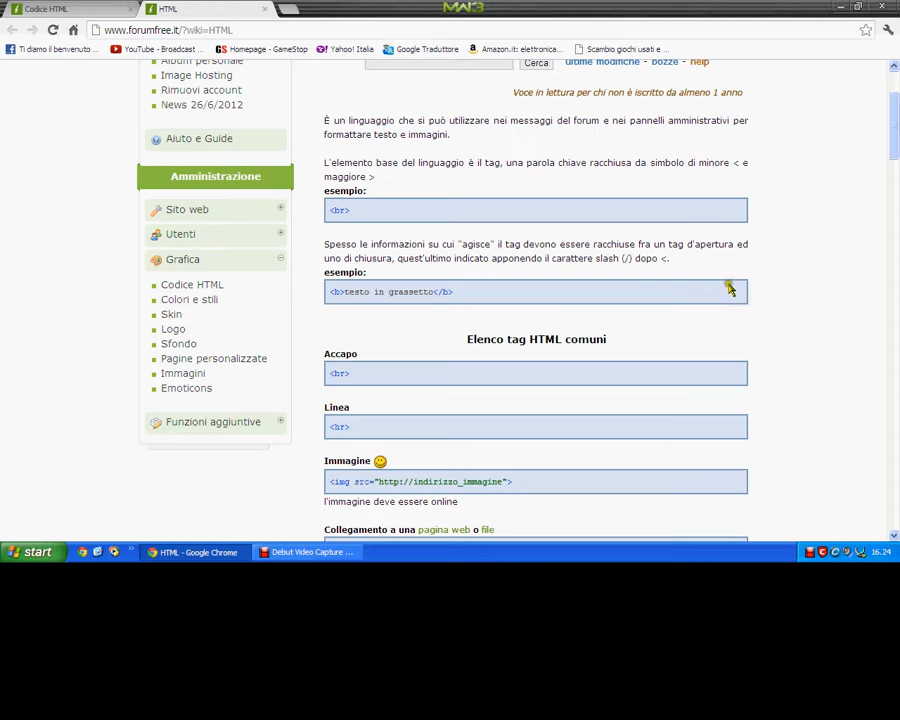 Codice HTML
HTML
MW3
www.forumfree.it/?wiki=HTML
Ti diamo il benvenuto ...
YouTube - Broadcast ...
Homepage - GameStop
Yahoo! Italia
Google Traduttore
Amazon.it: elettronica...
Scambio giochi usati e ...
Album personale
Image Hosting
Rimuovi account
News 26/6/2012
Aiuto e Guide
Amministrazione
Sito web
Utenti
Grafica
Codice HTML
Colori e stili
Skin
Logo
Sfondo
Pagine personalizzate
Immagini
Emoticons
Funzioni aggiuntive
Cerca
ultime modifiche - bozze - help
Voce in lettura per chi non è iscritto da almeno 1 anno
È un linguaggio che si può utilizzare nei messaggi del forum e nei pannelli amministrativi per
formattare testo e immagini.
L'elemento base del linguaggio è il tag, una parola chiave racchiusa da simbolo di minore < e
maggiore >
esempio:
<br>
Spesso le informazioni su cui "agisce" il tag devono essere racchiuse fra un tag d'apertura ed
uno di chiusura, quest'ultimo indicato apponendo il carattere slash (/) dopo <.
esempio:
<b>testo in grassetto</b>
Elenco tag HTML comuni
Accapo
<br>
Linea
<hr>
Immagine
<img src="http://indirizzo_immagine">
l'immagine deve essere online
Collegamento a una pagina web o file
start
HTML - Google Chrome
Debut Video Capture ...
16.24